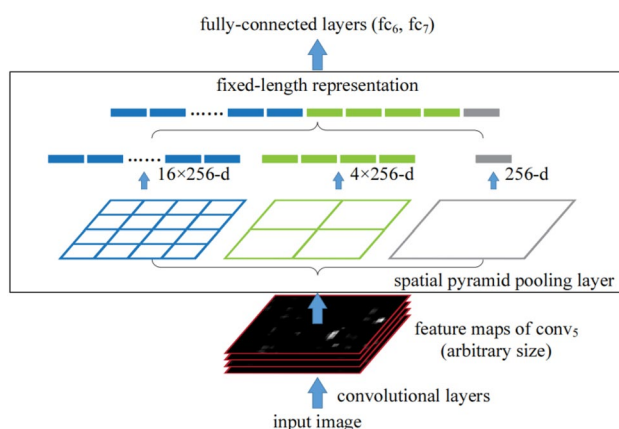 fully-connected layers (fc₆, fc₇)
fixed-length representation
16×256-d
4×256-d
256-d
spatial pyramid pooling layer
feature maps of conv₅
(arbitrary size)
convolutional layers
input image